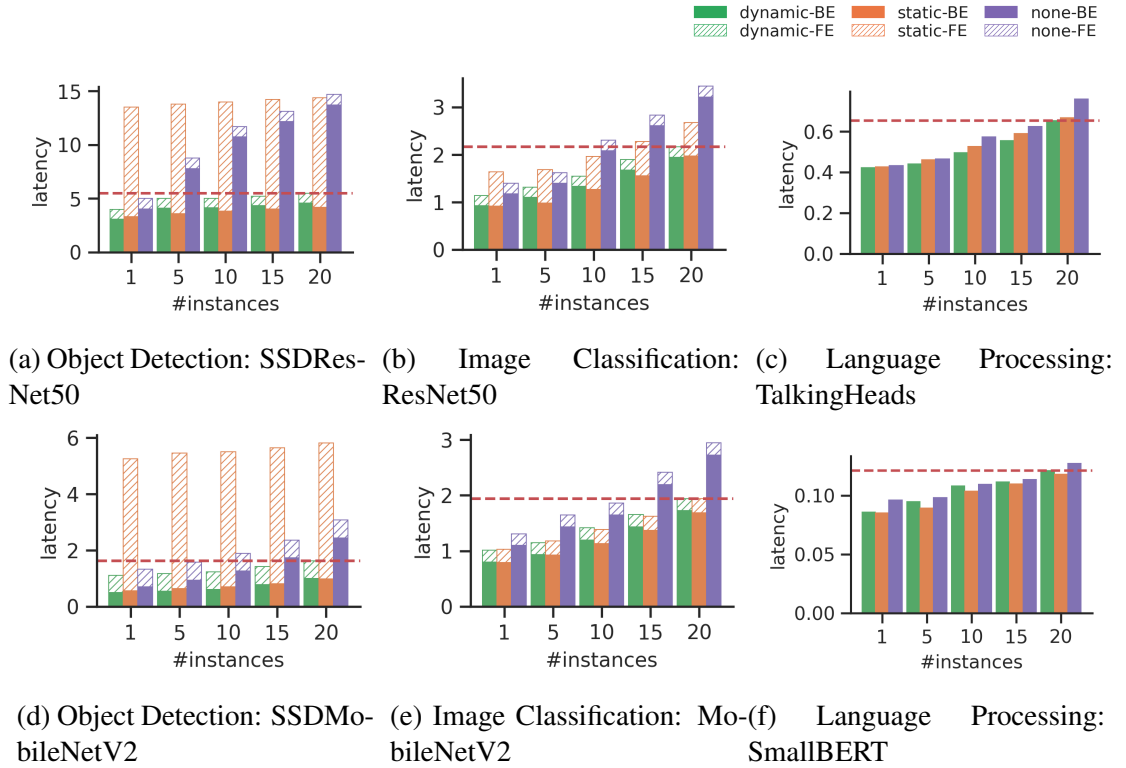 dynamic-BE static-BE none-BE
dynamic-FE static-FE none-FE
latency
15
10
5
0
1 5 10 15 20
#instances
latency
3
2
1
0
1 5 10 15 20
#instances
latency
0.6
0.4
0.2
0.0
1 5 10 15 20
#instances
(a) Object Detection: SSDRes-
Net50
(b) Image Classification:
ResNet50
(c) Language Processing:
TalkingHeads
latency
6
4
2
0
1 5 10 15 20
#instances
latency
3
2
1
0
1 5 10 15 20
#instances
latency
0.10
0.05
0.00
1 5 10 15 20
#instances
(d) Object Detection: SSDMo-
bileNetV2
(e) Image Classification: Mo-
bileNetV2
(f) Language Processing:
SmallBERT